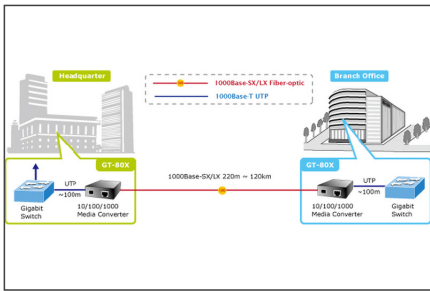 Headquarter
1000Base-SX/LX Fiber-optic
1000Base-T UTP
Branch Office
GT-80X
UTP
~100m
Gigabit
Switch
10/100/1000
Media Converter
1000Base-SX/LX 220m ~ 120km
GT-80X
10/100/1000
Media Converter
UTP
~100m
Gigabit
Switch